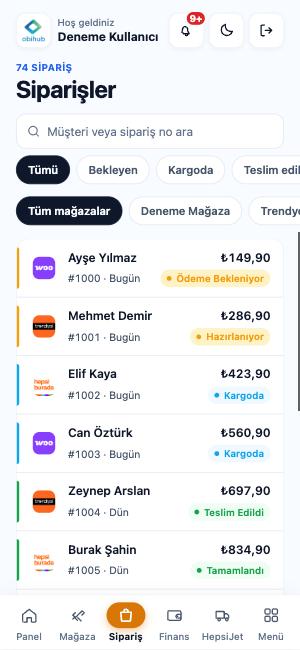 obihub
Hoş geldiniz
Deneme Kullanıcı
9+
74 SİPARİŞ
Siparişler
Müşteri veya sipariş no ara
Tümü
Bekleyen
Kargoda
Teslim edil
Tüm mağazalar
Deneme Mağaza
Trendyo
woo
Ayşe Yılmaz
₺149,90
#1000 · Bugün
Ödeme Bekleniyor
trendyol
Mehmet Demir
₺286,90
#1001 · Bugün
Hazırlanıyor
hepsi
burada
Elif Kaya
₺423,90
#1002 · Bugün
Kargoda
woo
Can Öztürk
₺560,90
#1003 · Bugün
Kargoda
trendyol
Zeynep Arslan
₺697,90
#1004 · Dün
Teslim Edildi
hepsi
burada
Burak Şahin
₺834,90
#1005 · Dün
Tamamlandı
Panel
Mağaza
Sipariş
Finans
HepsiJet
Menü